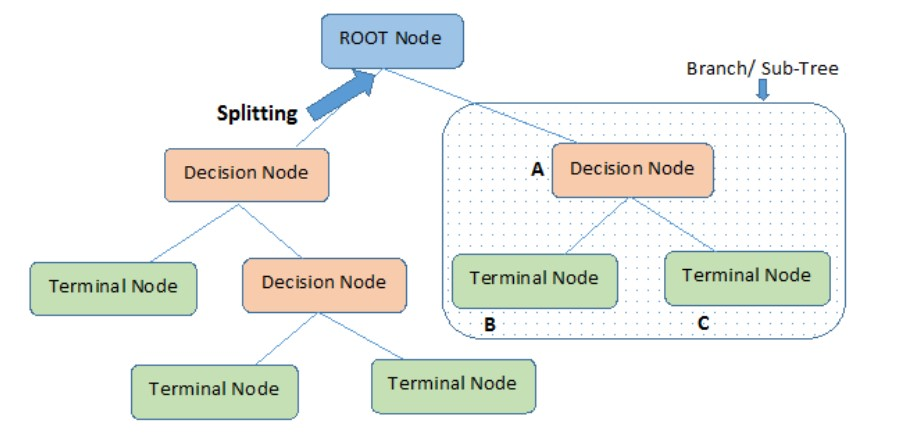 ROOT Node
Branch/ Sub-Tree
Splitting
Decision Node
A
Decision Node
Terminal Node
Decision Node
Terminal Node
Terminal Node
B
C
Terminal Node
Terminal Node